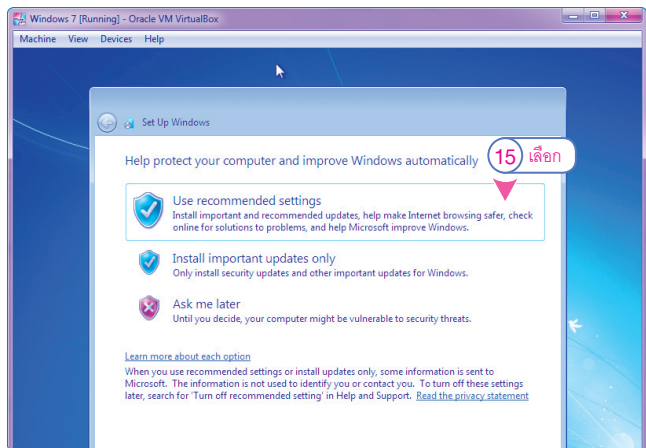 Windows 7 [Running] - Oracle VM VirtualBox
Machine View Devices Help
Set Up Windows
Help protect your computer and improve Windows automatically
15 เลือก
Use recommended settings
Install important and recommended updates, help make Internet browsing safer, check
online for solutions to problems, and help Microsoft improve Windows.
Install important updates only
Only install security updates and other important updates for Windows.
Ask me later
Until you decide, your computer might be vulnerable to security threats.
Learn more about each option
When you use recommended settings or install updates only, some information is sent to
Microsoft. The information is not used to identify you or contact you. To turn off these settings
later, search for 'Turn off recommended setting' in Help and Support. Read the privacy statement